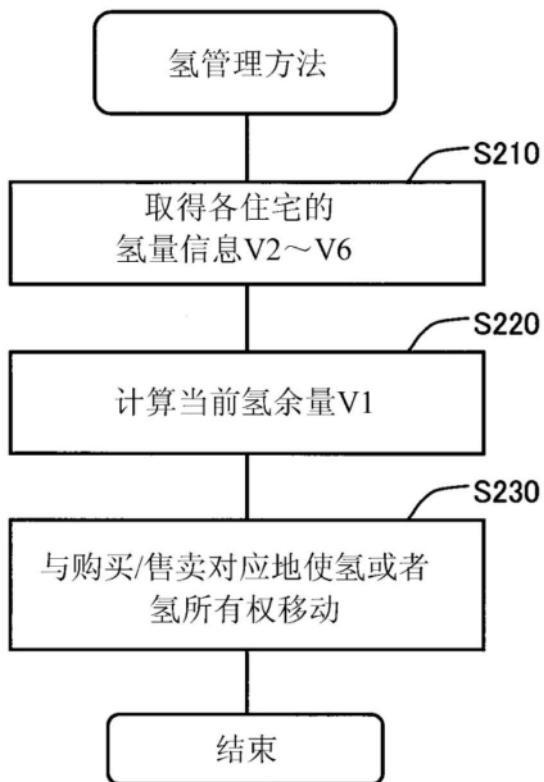 氢管理方法
S210
取得各住宅的
氢量信息V2～V6
S220
计算当前氢余量V1
S230
与购买/售卖对应地使氢或者
氢所有权移动
结束